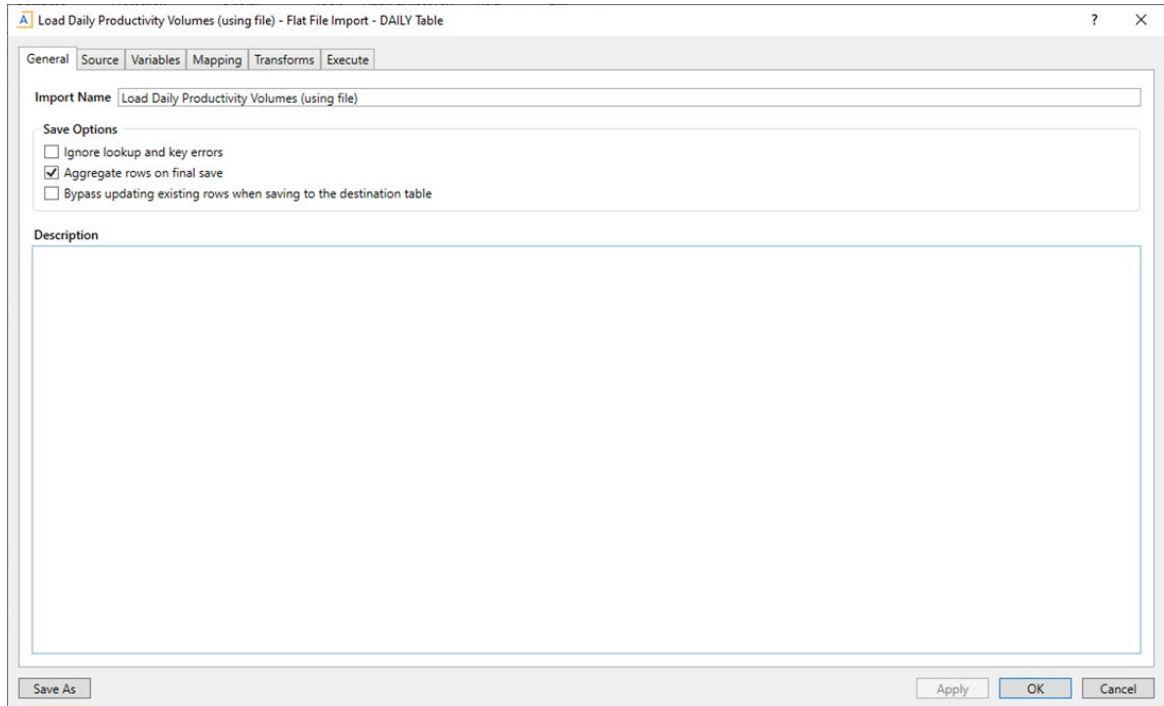 A Load Daily Productivity Volumes (using file) - Flat File Import - DAILY Table ?
General Source Variables Mapping Transforms Execute
Import Name Load Daily Productivity Volumes (using file)
Save Options
Ignore lookup and key errors
Aggregate rows on final save
Bypass updating existing rows when saving to the destination table
Description
Save As Apply OK Cancel